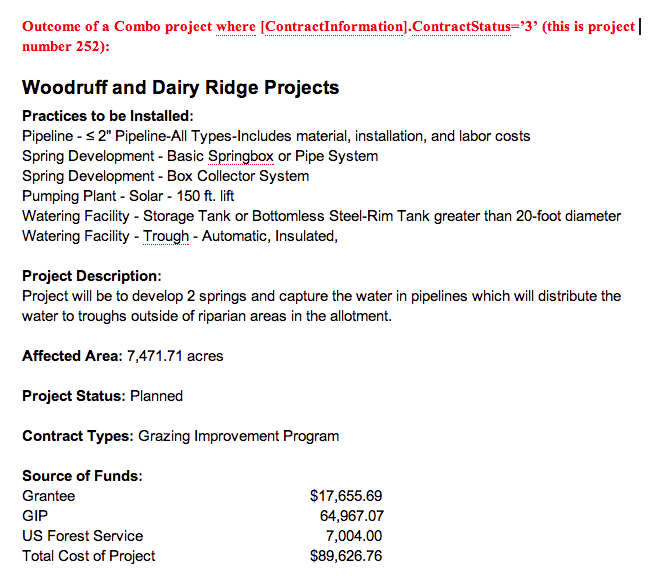 Outcome of a Combo project where [ContractInformation].ContractStatus=’3’ (this is project
number 252):
Woodruff and Dairy Ridge Projects
Practices to be Installed:
Pipeline - ≤ 2" Pipeline-All Types-Includes material, installation, and labor costs
Spring Development - Basic Springbox or Pipe System
Spring Development - Box Collector System
Pumping Plant - Solar - 150 ft. lift
Watering Facility - Storage Tank or Bottomless Steel-Rim Tank greater than 20-foot diameter
Watering Facility - Trough - Automatic, Insulated,
Project Description:
Project will be to develop 2 springs and capture the water in pipelines which will distribute the
water to troughs outside of riparian areas in the allotment.
Affected Area: 7,471.71 acres
Project Status: Planned
Contract Types: Grazing Improvement Program
Source of Funds:
Grantee $17,655.69
GIP 64,967.07
US Forest Service 7,004.00
Total Cost of Project $89,626.76